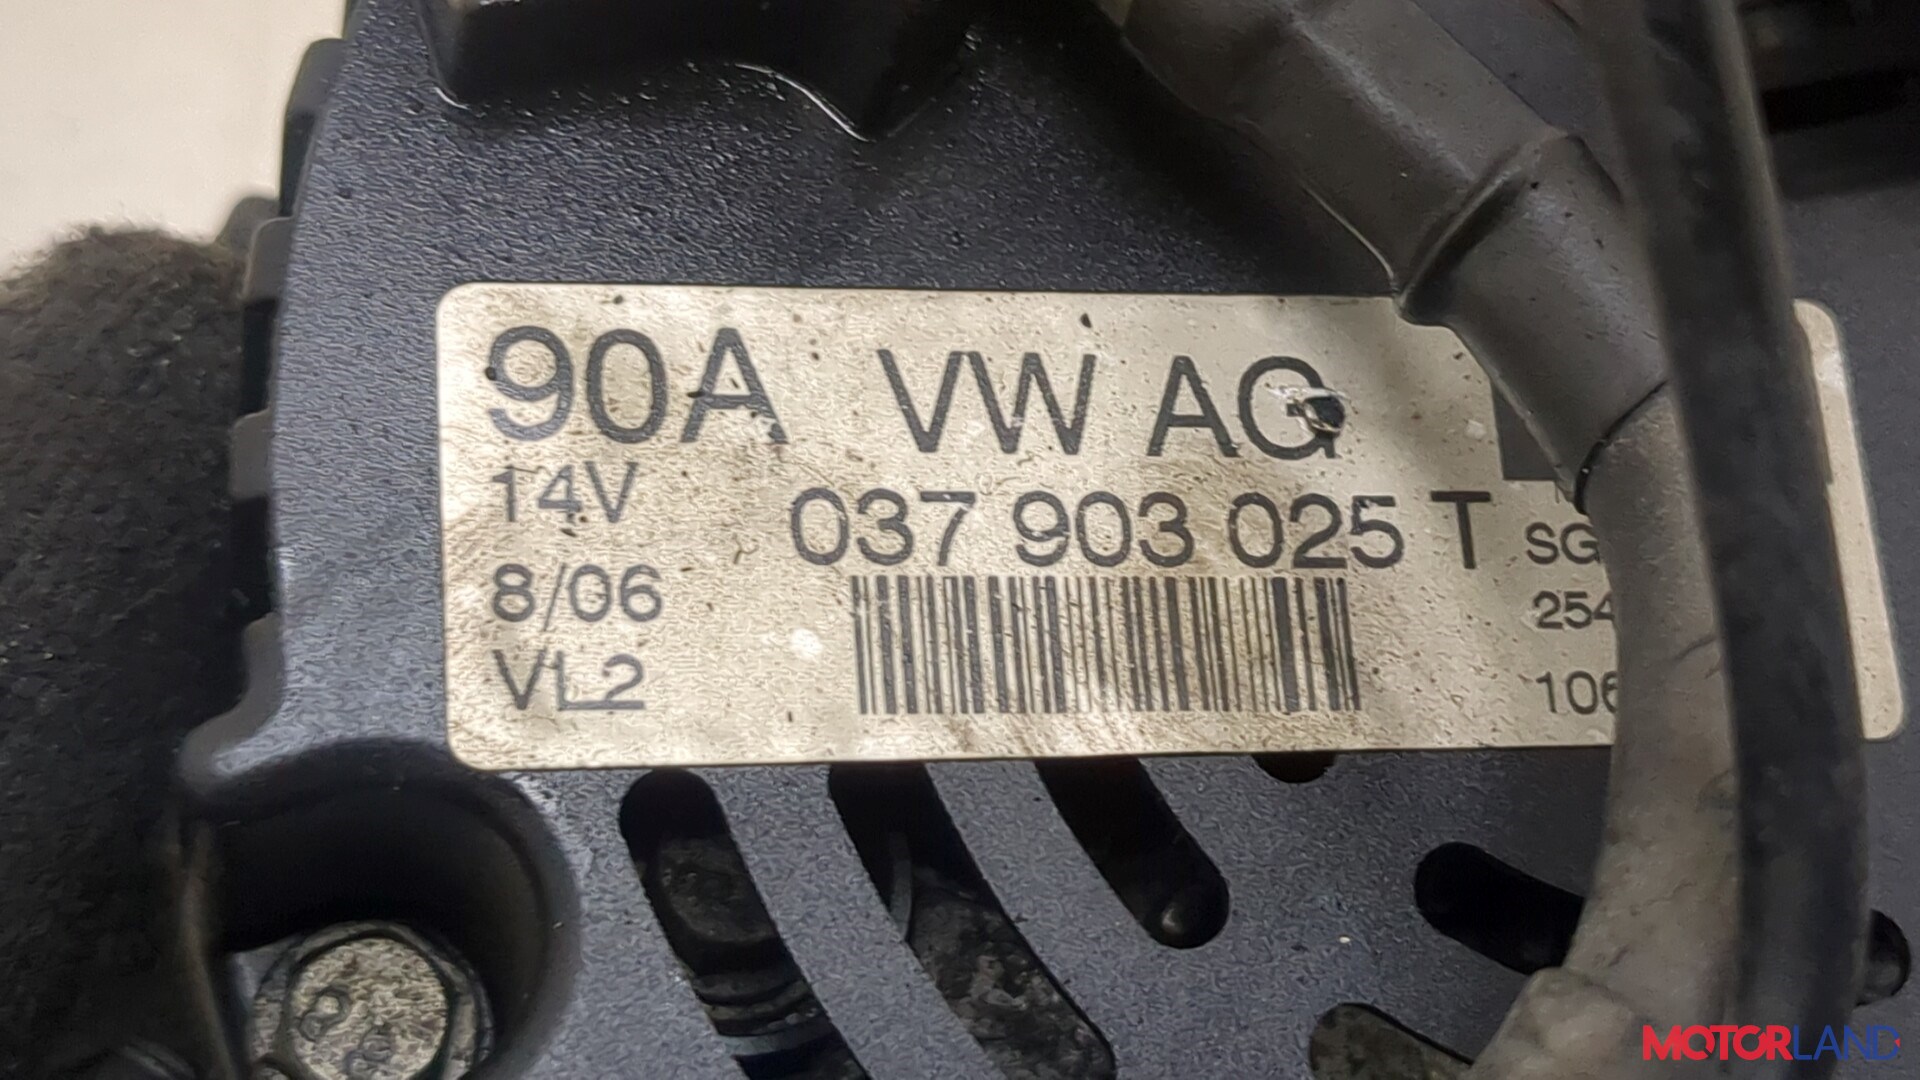 90A VW AG
14V
037 903 025 T
SG
8/06
254
VL2
106
MOTORLAND